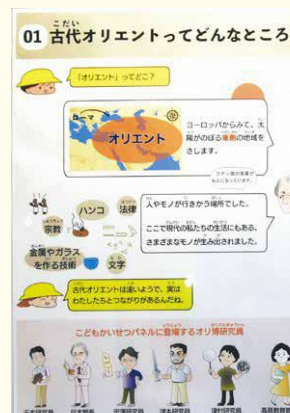 こだい
01 古代オリエントってどんなところ
「オリエント」ってどこ？
ローマ
オリエント
ヨーロッパからみて、太
陽がのぼる東側の地域を
さします。
ハンコ
法律
宗教
金属やガラス
を作る技術
文字
人やモノが行きかう場所でした。
ここで現代の私たちの生活にもある、
さまざまなモノが生み出されました。
古代オリエントは遠いようで、実は
わたしたちとつながりがあるんだね。
こどもかいせつパネルに登場するオリ博研究員